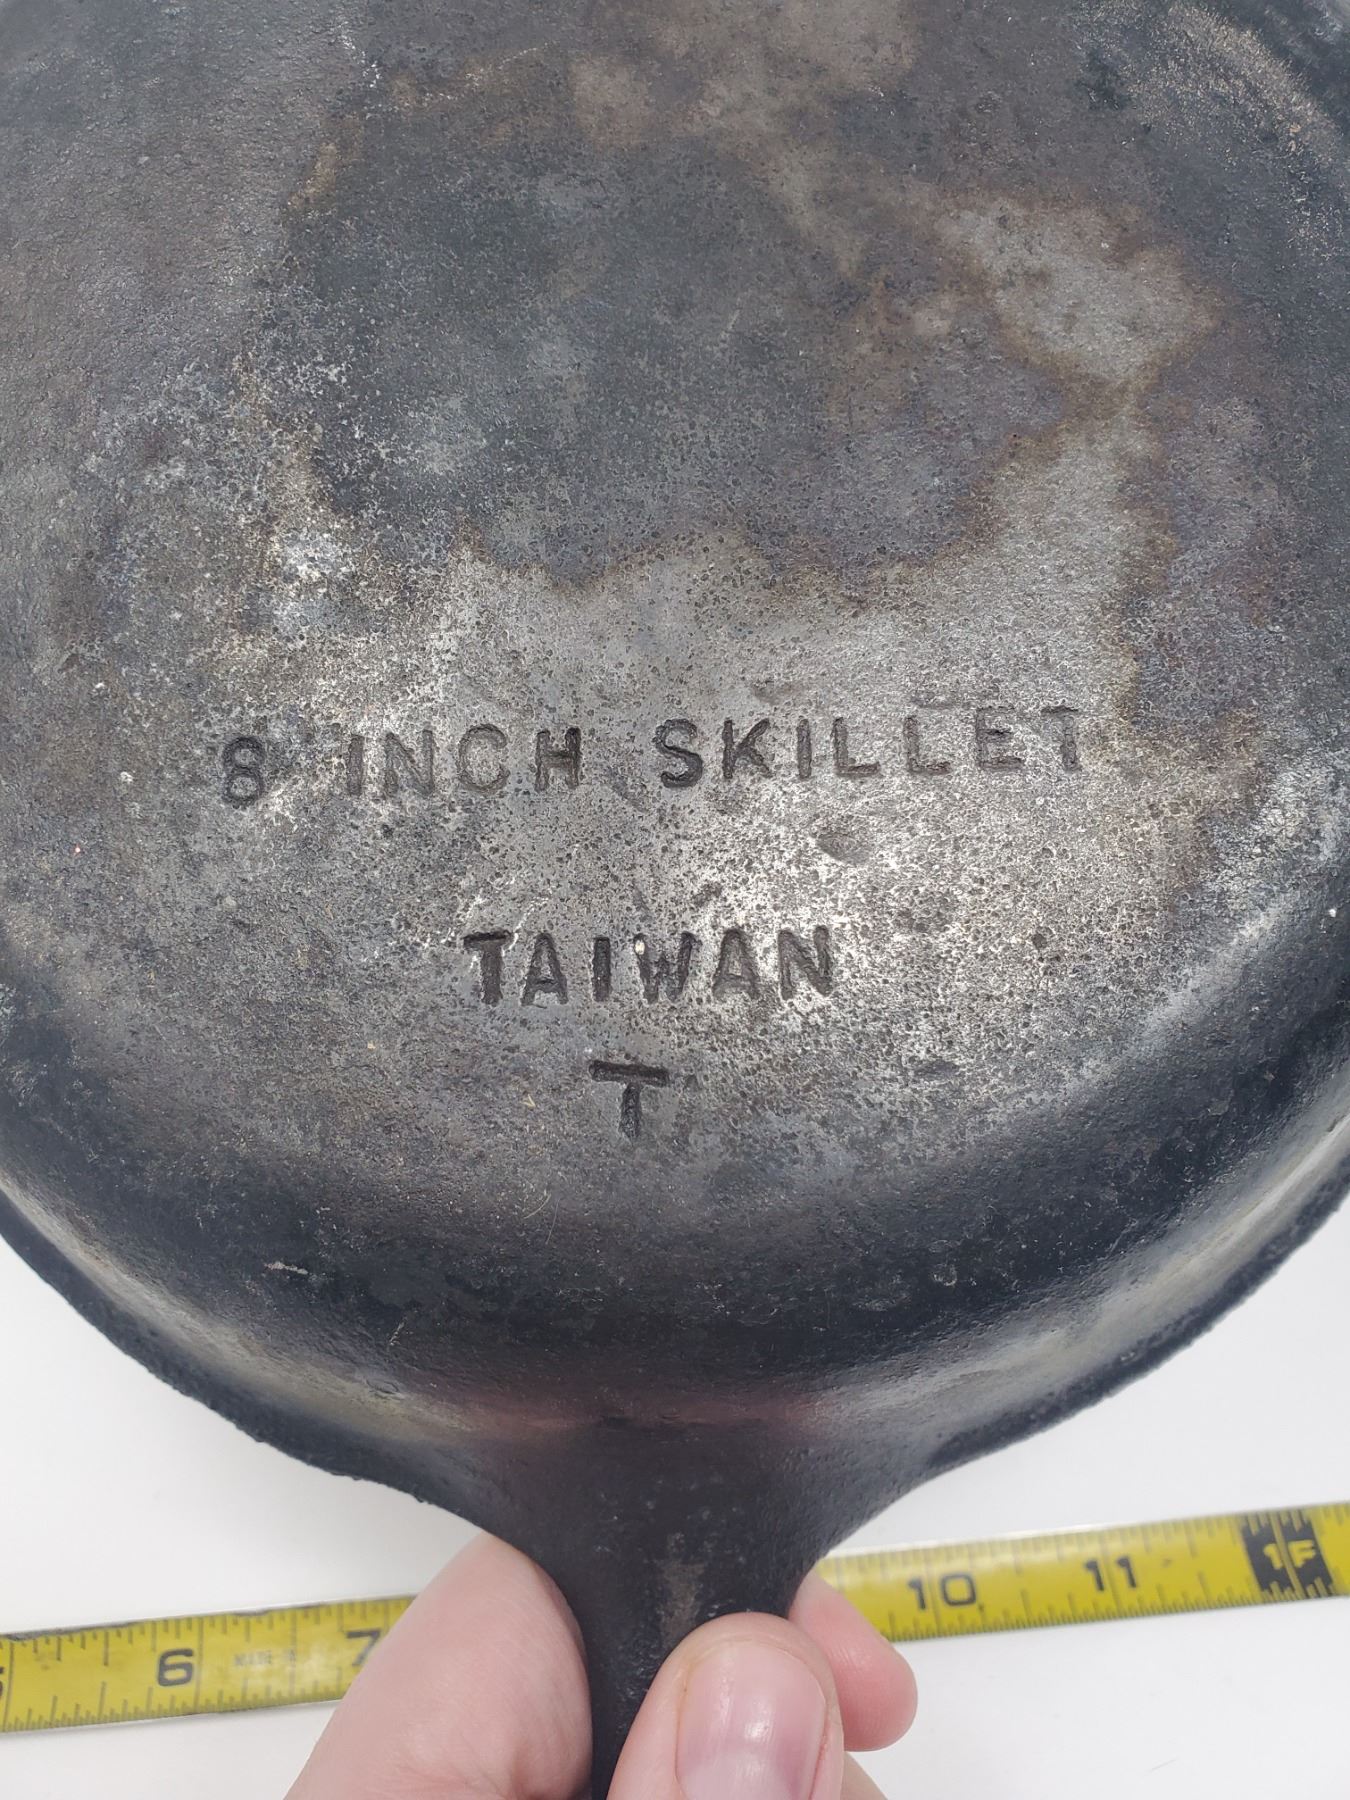 8 INCH SKILLET
TAIWAN
T
6 7 10 11 1F